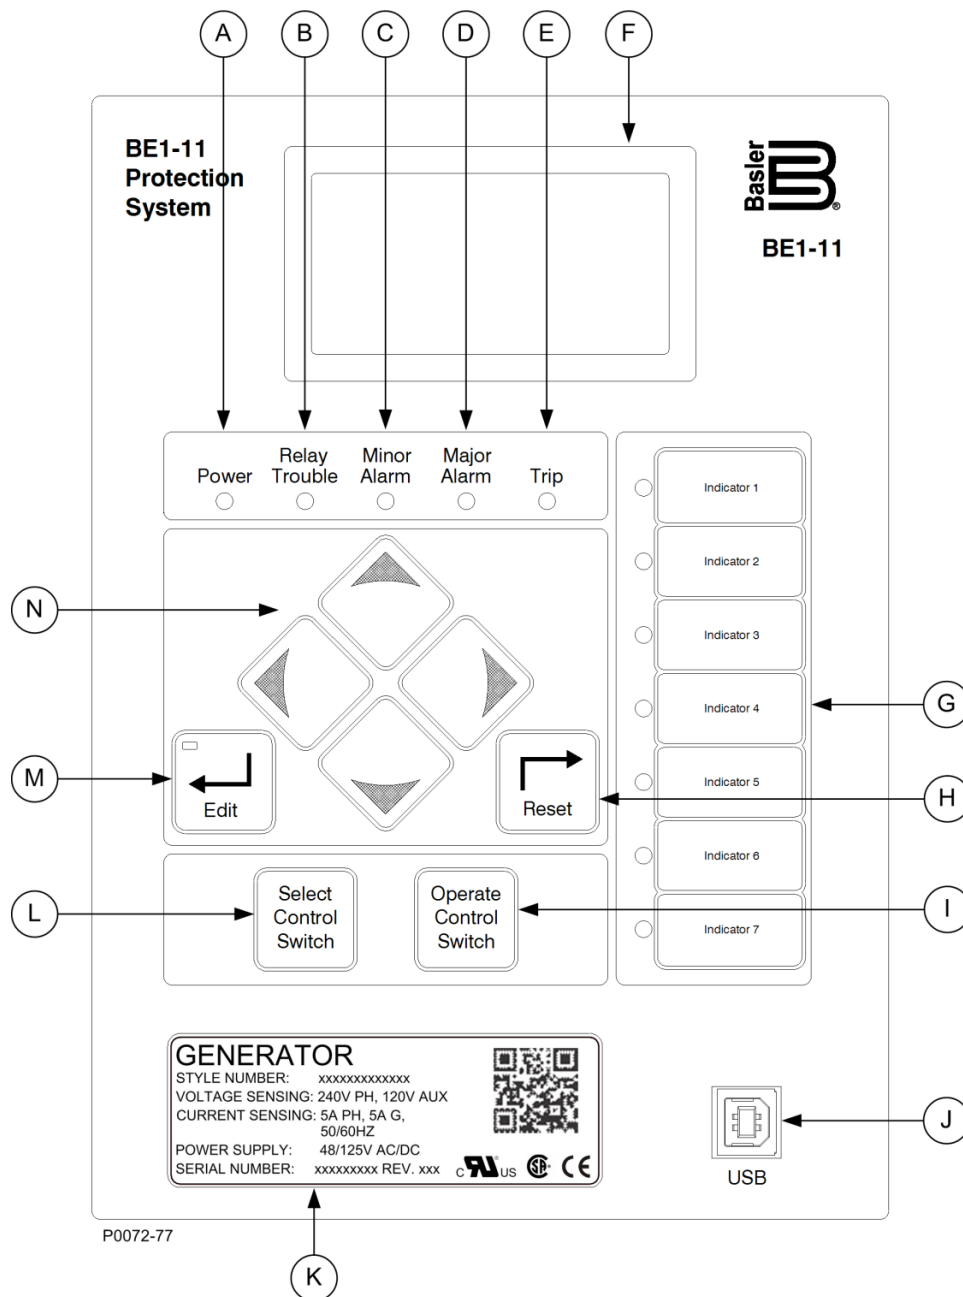 A
B
C
D
E
F
BE1-11
Protection
System
Basler
B
®
BE1-11
Power
Relay
Trouble
Minor
Alarm
Major
Alarm
Trip
Indicator 1
Indicator 2
N
Indicator 3
Indicator 4
G
M
Edit
Reset
Indicator 5
H
Indicator 6
L
Select
Control
Switch
Operate
Control
Switch
Indicator 7
I
GENERATOR
STYLE NUMBER: xxxxxxxxxxxxx
VOLTAGE SENSING: 240V PH, 120V AUX
CURRENT SENSING: 5A PH, 5A G,
50/60HZ
POWER SUPPLY: 48/125V AC/DC
SERIAL NUMBER: xxxxxxxxx REV. xxx
C RU US SA CE
J
USB
P0072-77
K